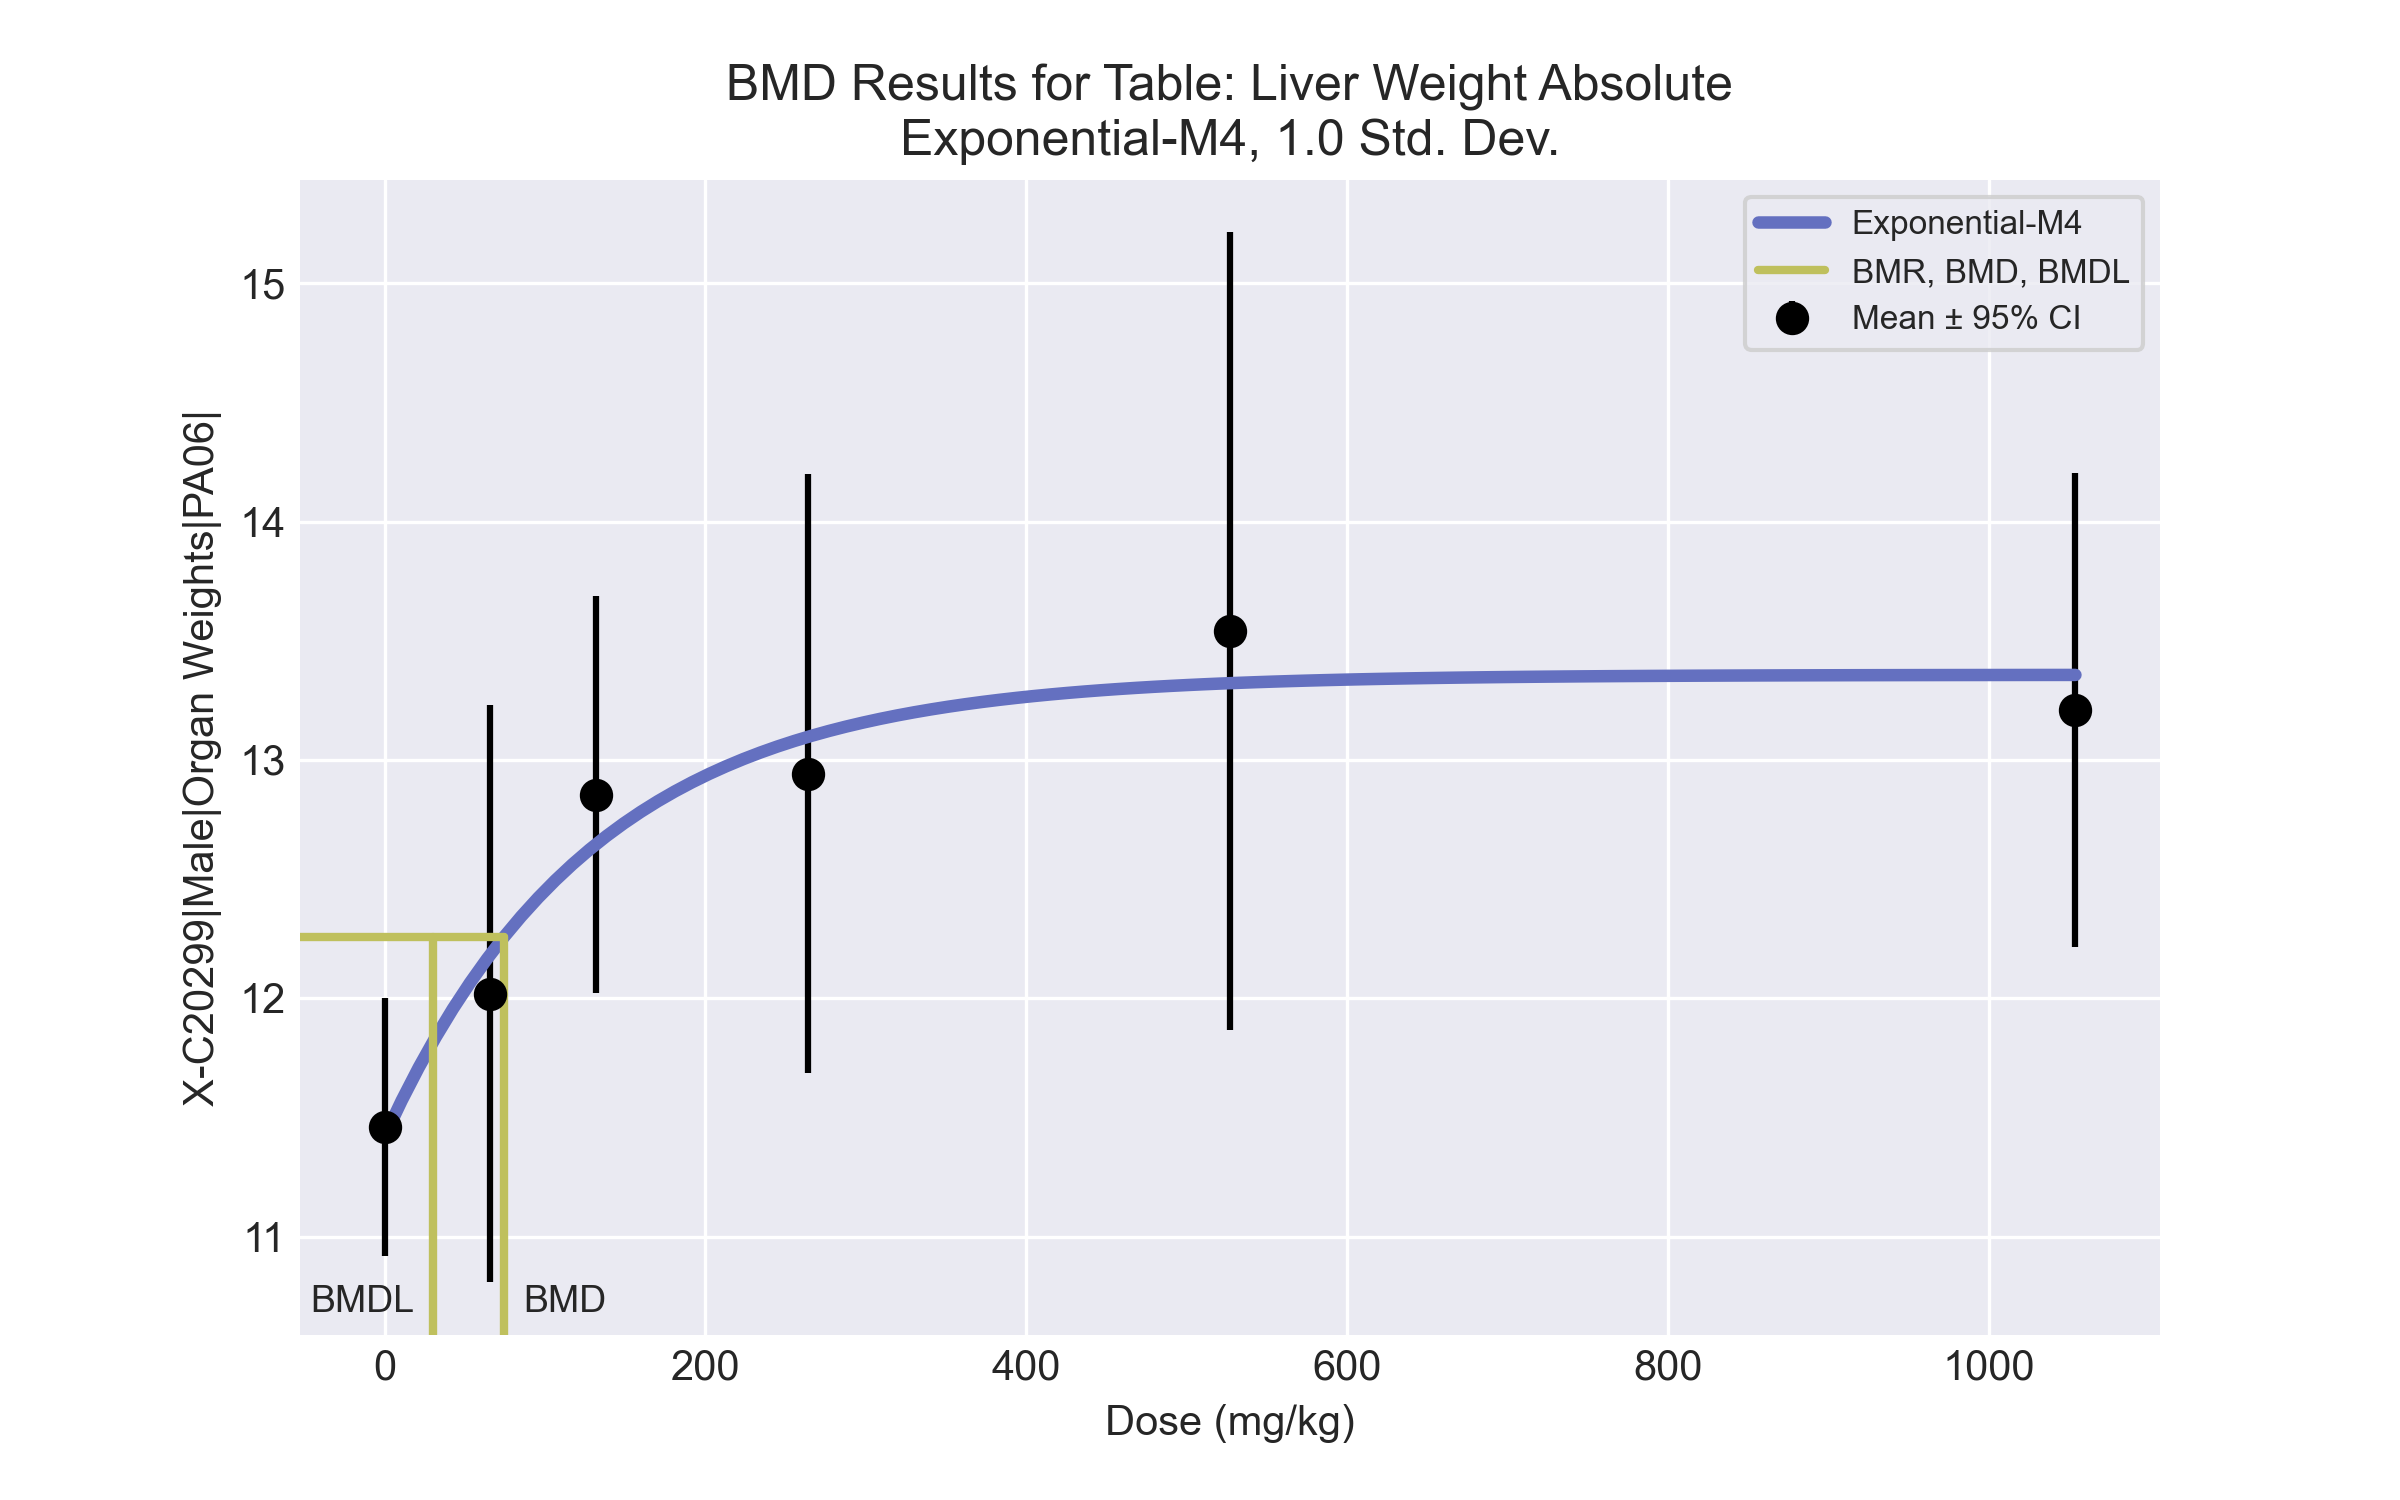 BMD Results for Table: Liver Weight Absolute
Exponential-M4, 1.0 Std. Dev.
Exponential-M4
BMR, BMD, BMDL
Mean ± 95% CI
X-C20299|Male|Organ Weights|PA06|
15
14
13
12
11
BMDL
BMD
0
200
400
600
800
1000
Dose (mg/kg)